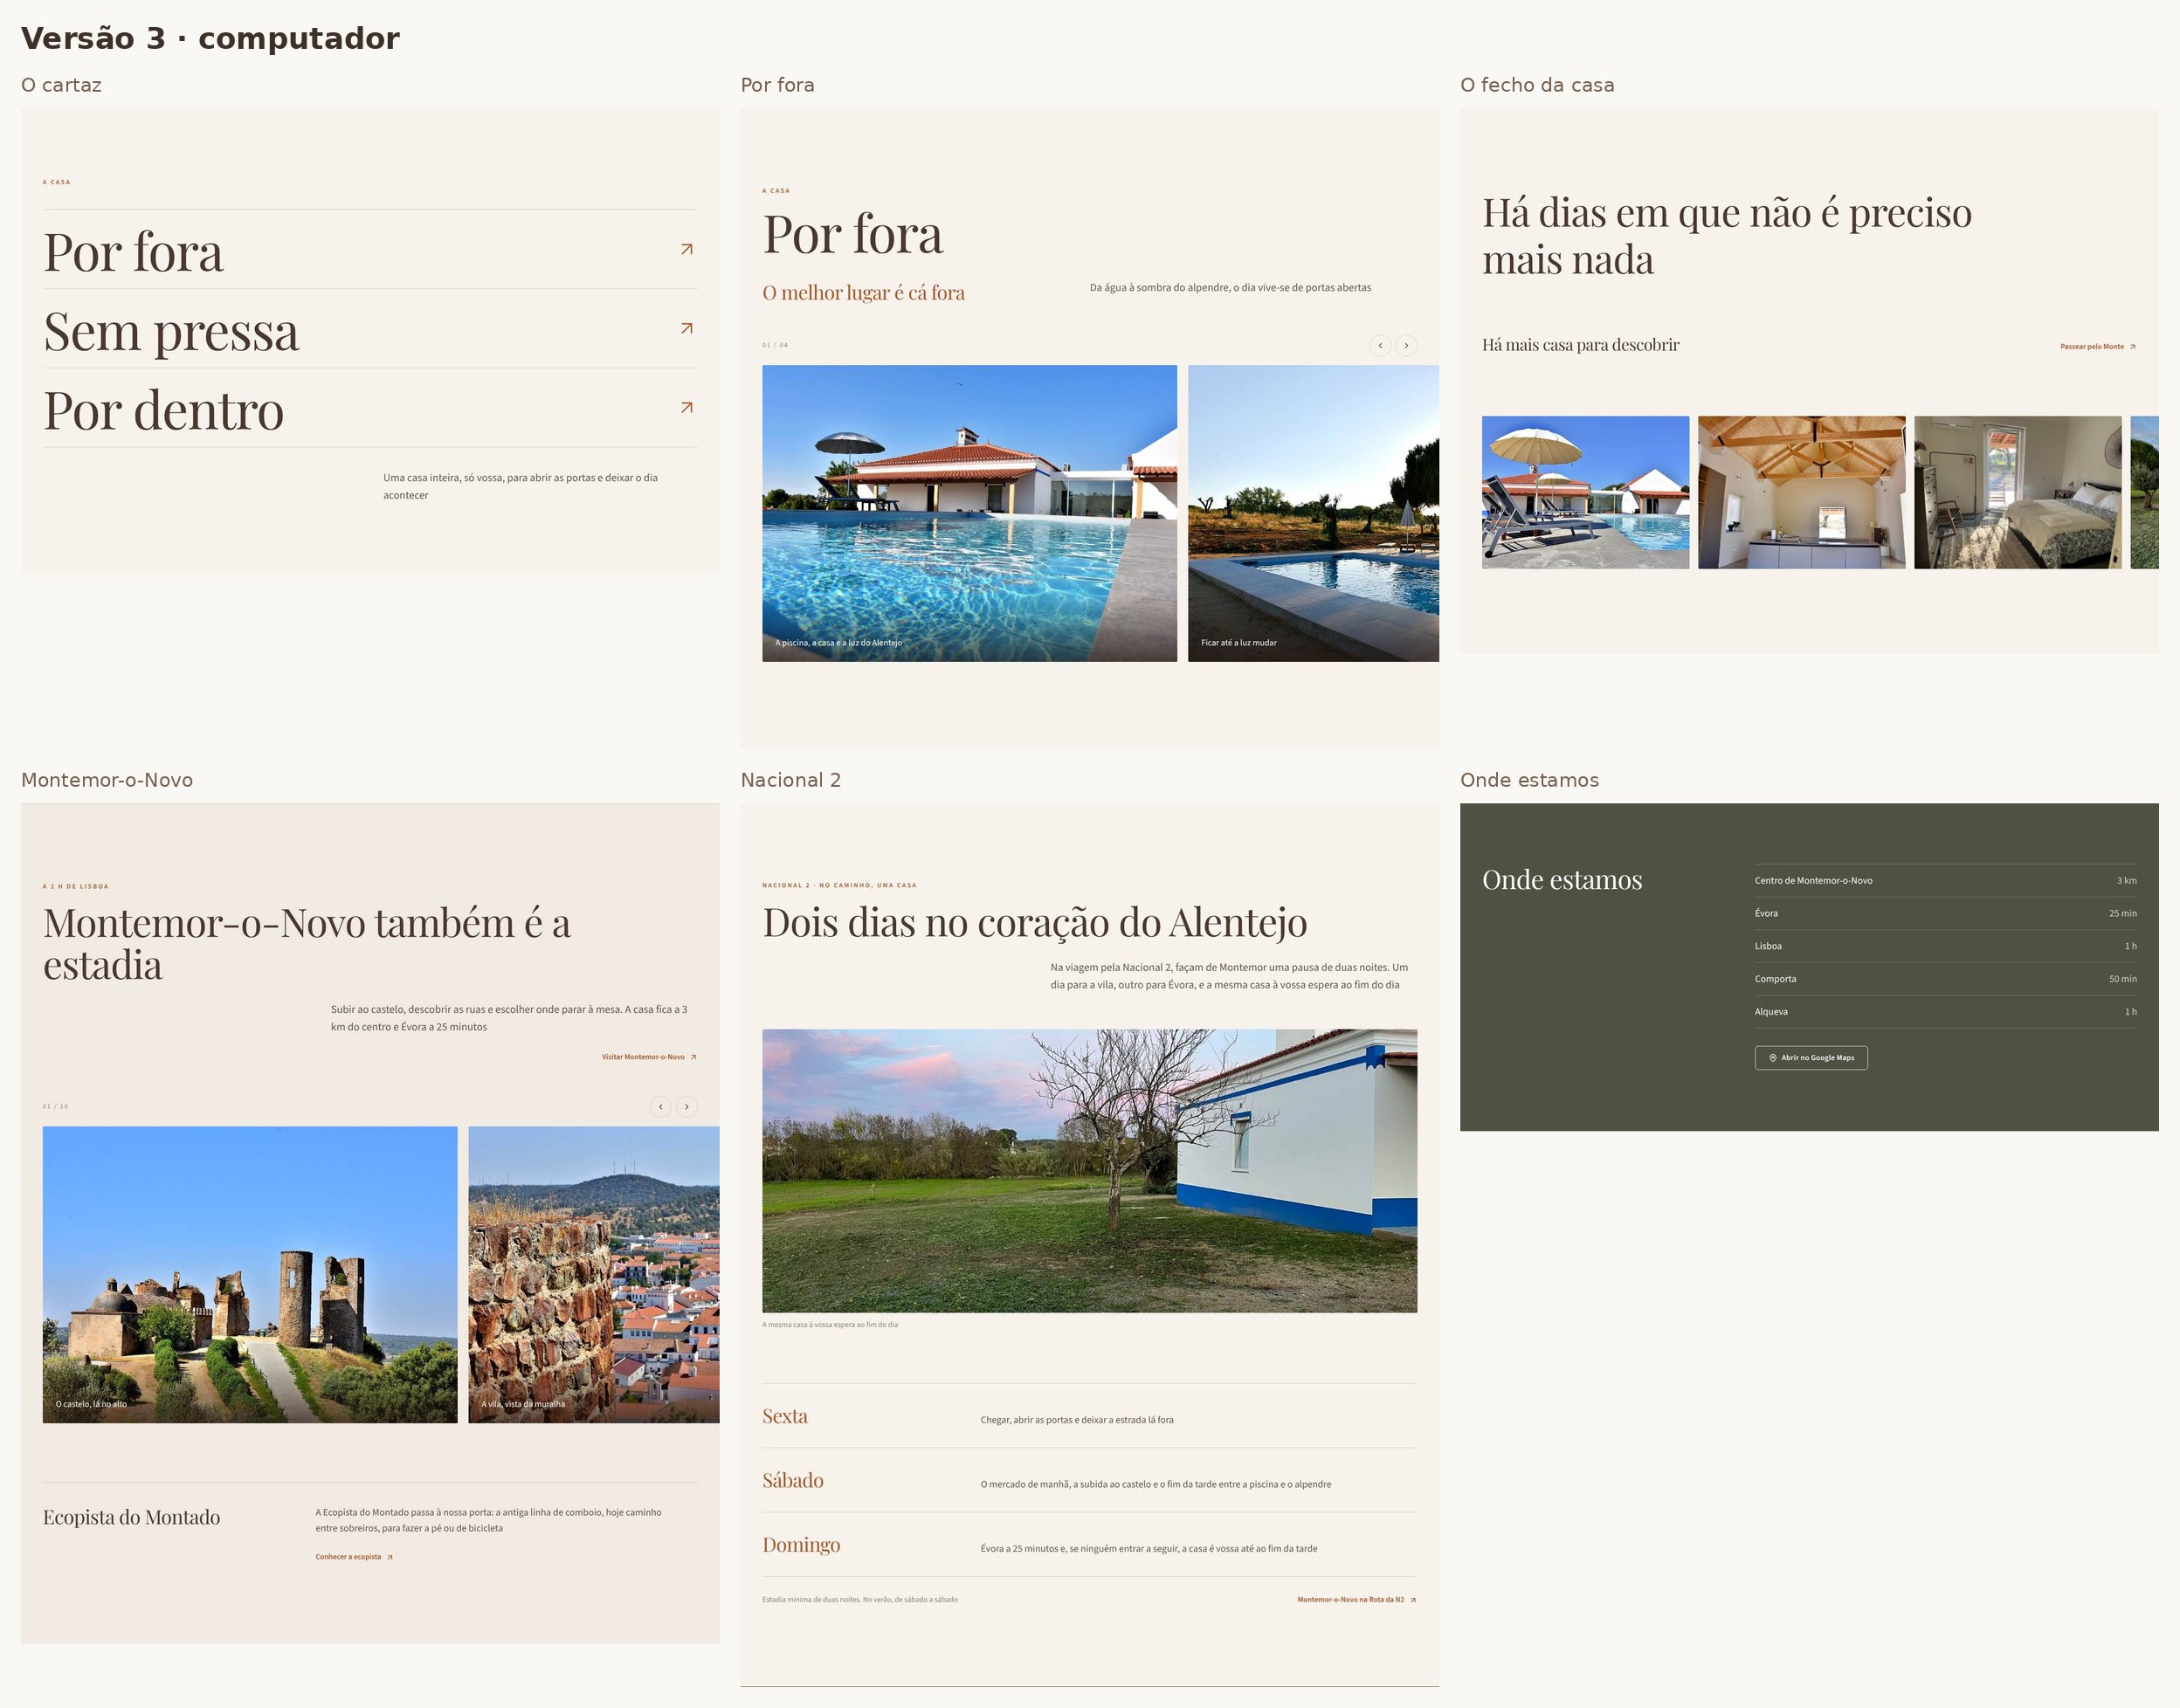 Versão 3 · computador
O cartaz
A CASA
Por fora
Sem pressa
Por dentro
Uma casa inteira, só vossa, para abrir as portas e deixar o dia
acontecer
Por fora
A CASA
Por fora
O melhor lugar é cá fora
Da água à sombra do alpendre, o dia vive-se de portas abertas
01 / 04
A piscina, a casa e a luz do Alentejo
Ficar até a luz mudar
O fecho da casa
Há dias em que não é preciso
mais nada
Há mais casa para descobrir
Passear pelo Monte
Montemor-o-Novo
A 1 H DE LISBOA
Montemor-o-Novo também é a
estadia
Subir ao castelo, descobrir as ruas e escolher onde parar à mesa. A casa fica a 3
km do centro e Évora a 25 minutos
Visitar Montemor-o-Novo
01 / 10
O castelo, lá no alto
A vila, vista da muralha
Ecopista do Montado
A Ecopista do Montado passa à nossa porta: a antiga linha de comboio, hoje caminho
entre sobreiros, para fazer a pé ou de bicicleta
Conhecer a ecopista
Nacional 2
NACIONAL 2 · NO CAMINHO, UMA CASA
Dois dias no coração do Alentejo
Na viagem pela Nacional 2, façam de Montemor uma pausa de duas noites. Um
dia para a vila, outro para Évora, e a mesma casa à vossa espera ao fim do dia
A mesma casa à vossa espera ao fim do dia
Sexta
Chegar, abrir as portas e deixar a estrada lá fora
Sábado
O mercado de manhã, a subida ao castelo e o fim da tarde entre a piscina e o alpendre
Domingo
Évora a 25 minutos e, se ninguém entrar a seguir, a casa é vossa até ao fim da tarde
Estadia mínima de duas noites. No verão, de sábado a sábado
Montemor-o-Novo na Rota da N2
Onde estamos
Onde estamos
Centro de Montemor-o-Novo 3 km
Évora 25 min
Lisboa 1 h
Comporta 50 min
Alqueva 1 h
Abrir no Google Maps